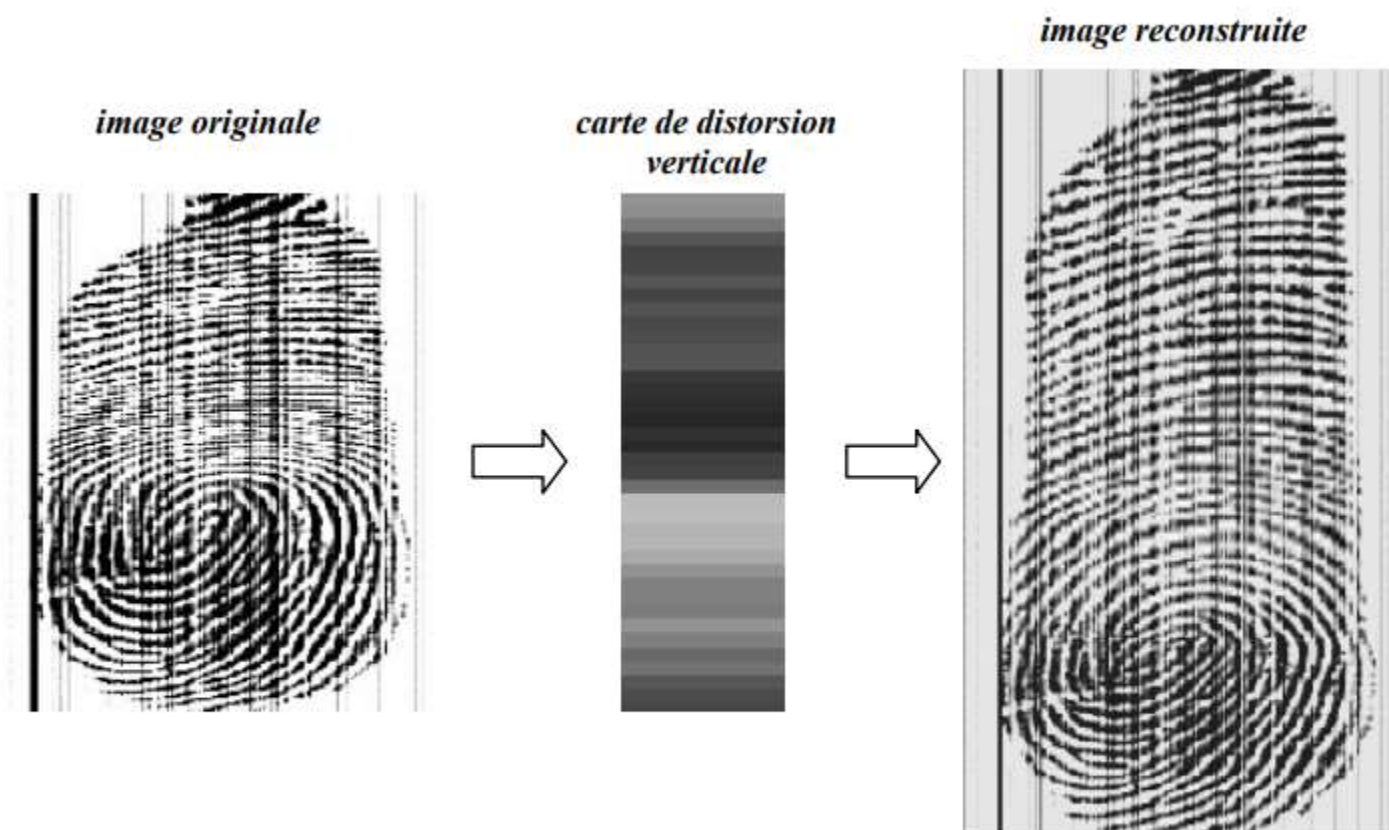 image originale
carte de distorsion
verticale
image reconstruite